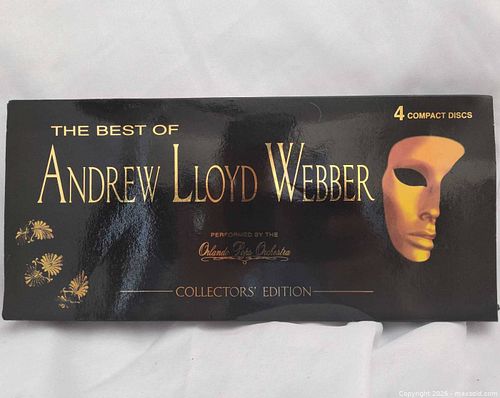 4 COMPACT DISCS
THE BEST OF
ANDREW LLOYD WEBBER
PERFORMED BY THE
Orlando Pops Orchestra
COLLECTORS' EDITION
Copyright 2025 - maxsold.com